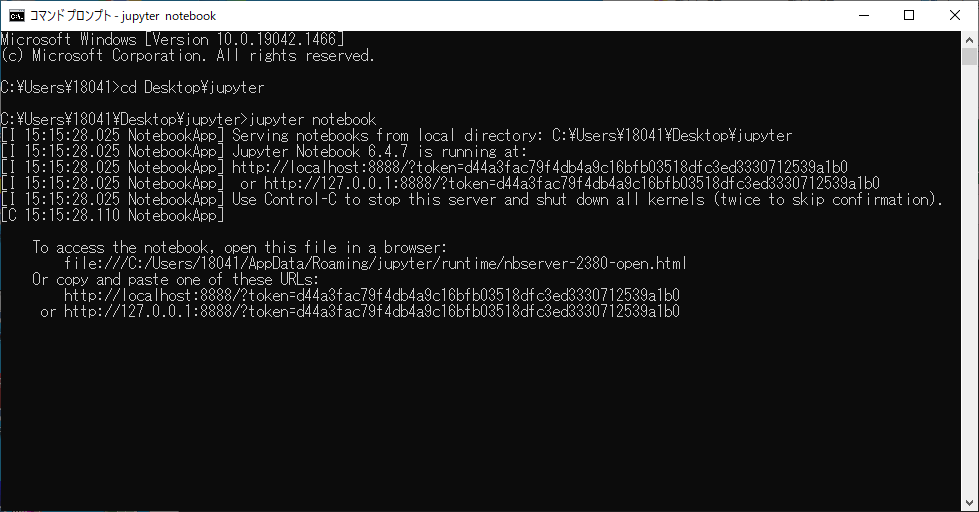 コマンド プロンプト - jupyter notebook
Microsoft Windows [Version 10.0.19042.1466]
(c) Microsoft Corporation. All rights reserved.
C:¥Users¥18041>cd Desktop¥jupyter
C:¥Users¥18041¥Desktop¥jupyter>jupyter notebook
[I 15:15:28.025 NotebookApp] Serving notebooks from local directory: C:¥Users¥18041¥Desktop¥jupyter
[I 15:15:28.025 NotebookApp] Jupyter Notebook 6.4.7 is running at:
[I 15:15:28.025 NotebookApp] http://localhost:8888/?token=d44a3fac79f4db4a9c16bfb03518dfc3ed3330712539a1b0
[I 15:15:28.025 NotebookApp]  or http://127.0.0.1:8888/?token=d44a3fac79f4db4a9c16bfb03518dfc3ed3330712539a1b0
[I 15:15:28.025 NotebookApp] Use Control-C to stop this server and shut down all kernels (twice to skip confirmation).
[C 15:15:28.110 NotebookApp]
To access the notebook, open this file in a browser:
file:///C:/Users/18041/AppData/Roaming/jupyter/runtime/nbserver-2380-open.html
Or copy and paste one of these URLs:
http://localhost:8888/?token=d44a3fac79f4db4a9c16bfb03518dfc3ed3330712539a1b0
or http://127.0.0.1:8888/?token=d44a3fac79f4db4a9c16bfb03518dfc3ed3330712539a1b0